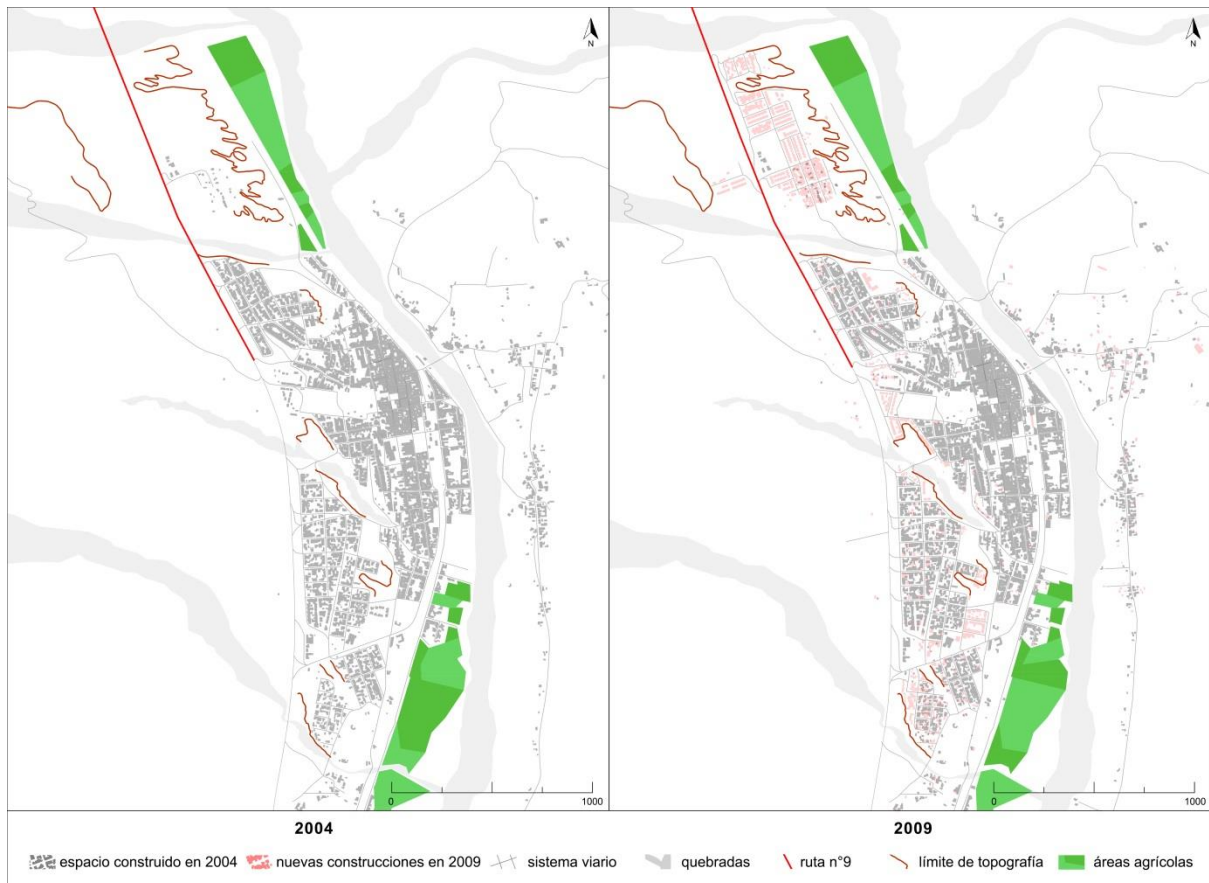 N
N
0 1000
0 1000
2004
2009
espacio construido en 2004
nuevas construcciones en 2009
sistema viario
quebradas
ruta n°9
límite de topografía
áreas agrícolas